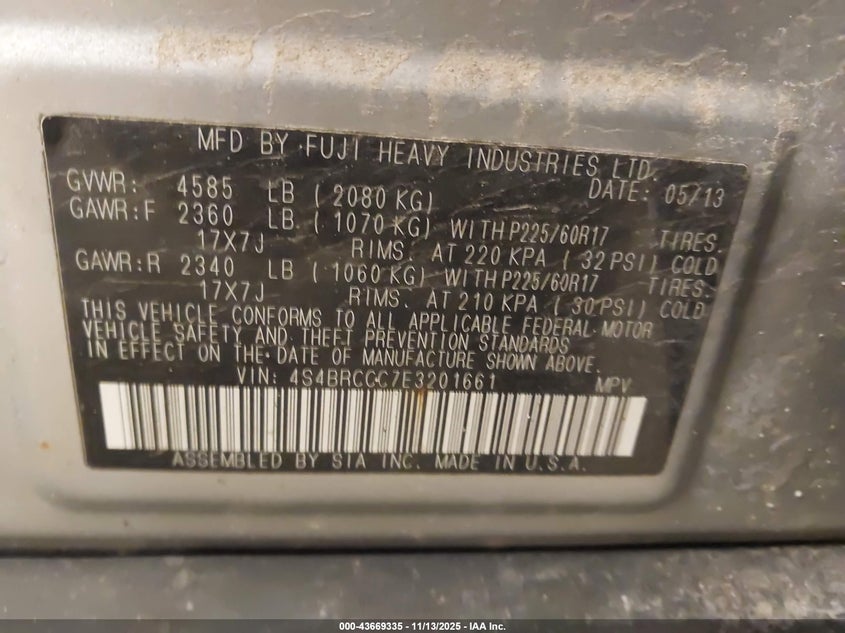 MFD BY FUJI HEAVY INDUSTRIES LTD.
GVWR: 4585 LB (2080 KG) DATE: 05/13
GAWR:F 2360 LB (1070 KG) WITH P225/60R17 TIRES.
17X7J RIMS. AT 220 KPA (32 PSI) COLD
GAWR:R 2340 LB (1060 KG) WITH P225/60R17 TIRES.
17X7J RIMS. AT 210 KPA (30 PSI) COLD
THIS VEHICLE CONFORMS TO ALL APPLICABLE FEDERAL MOTOR
VEHICLE SAFETY AND THEFT PREVENTION STANDARDS
IN EFFECT ON THE DATE OF MANUFACTURE SHOWN ABOVE.
VIN: 4S4BRCCC7E3201661 MPV
ASSEMBLED BY SIA INC. MADE IN U.S.A.
000-43669335 - 11/13/2025 - IAA Inc.